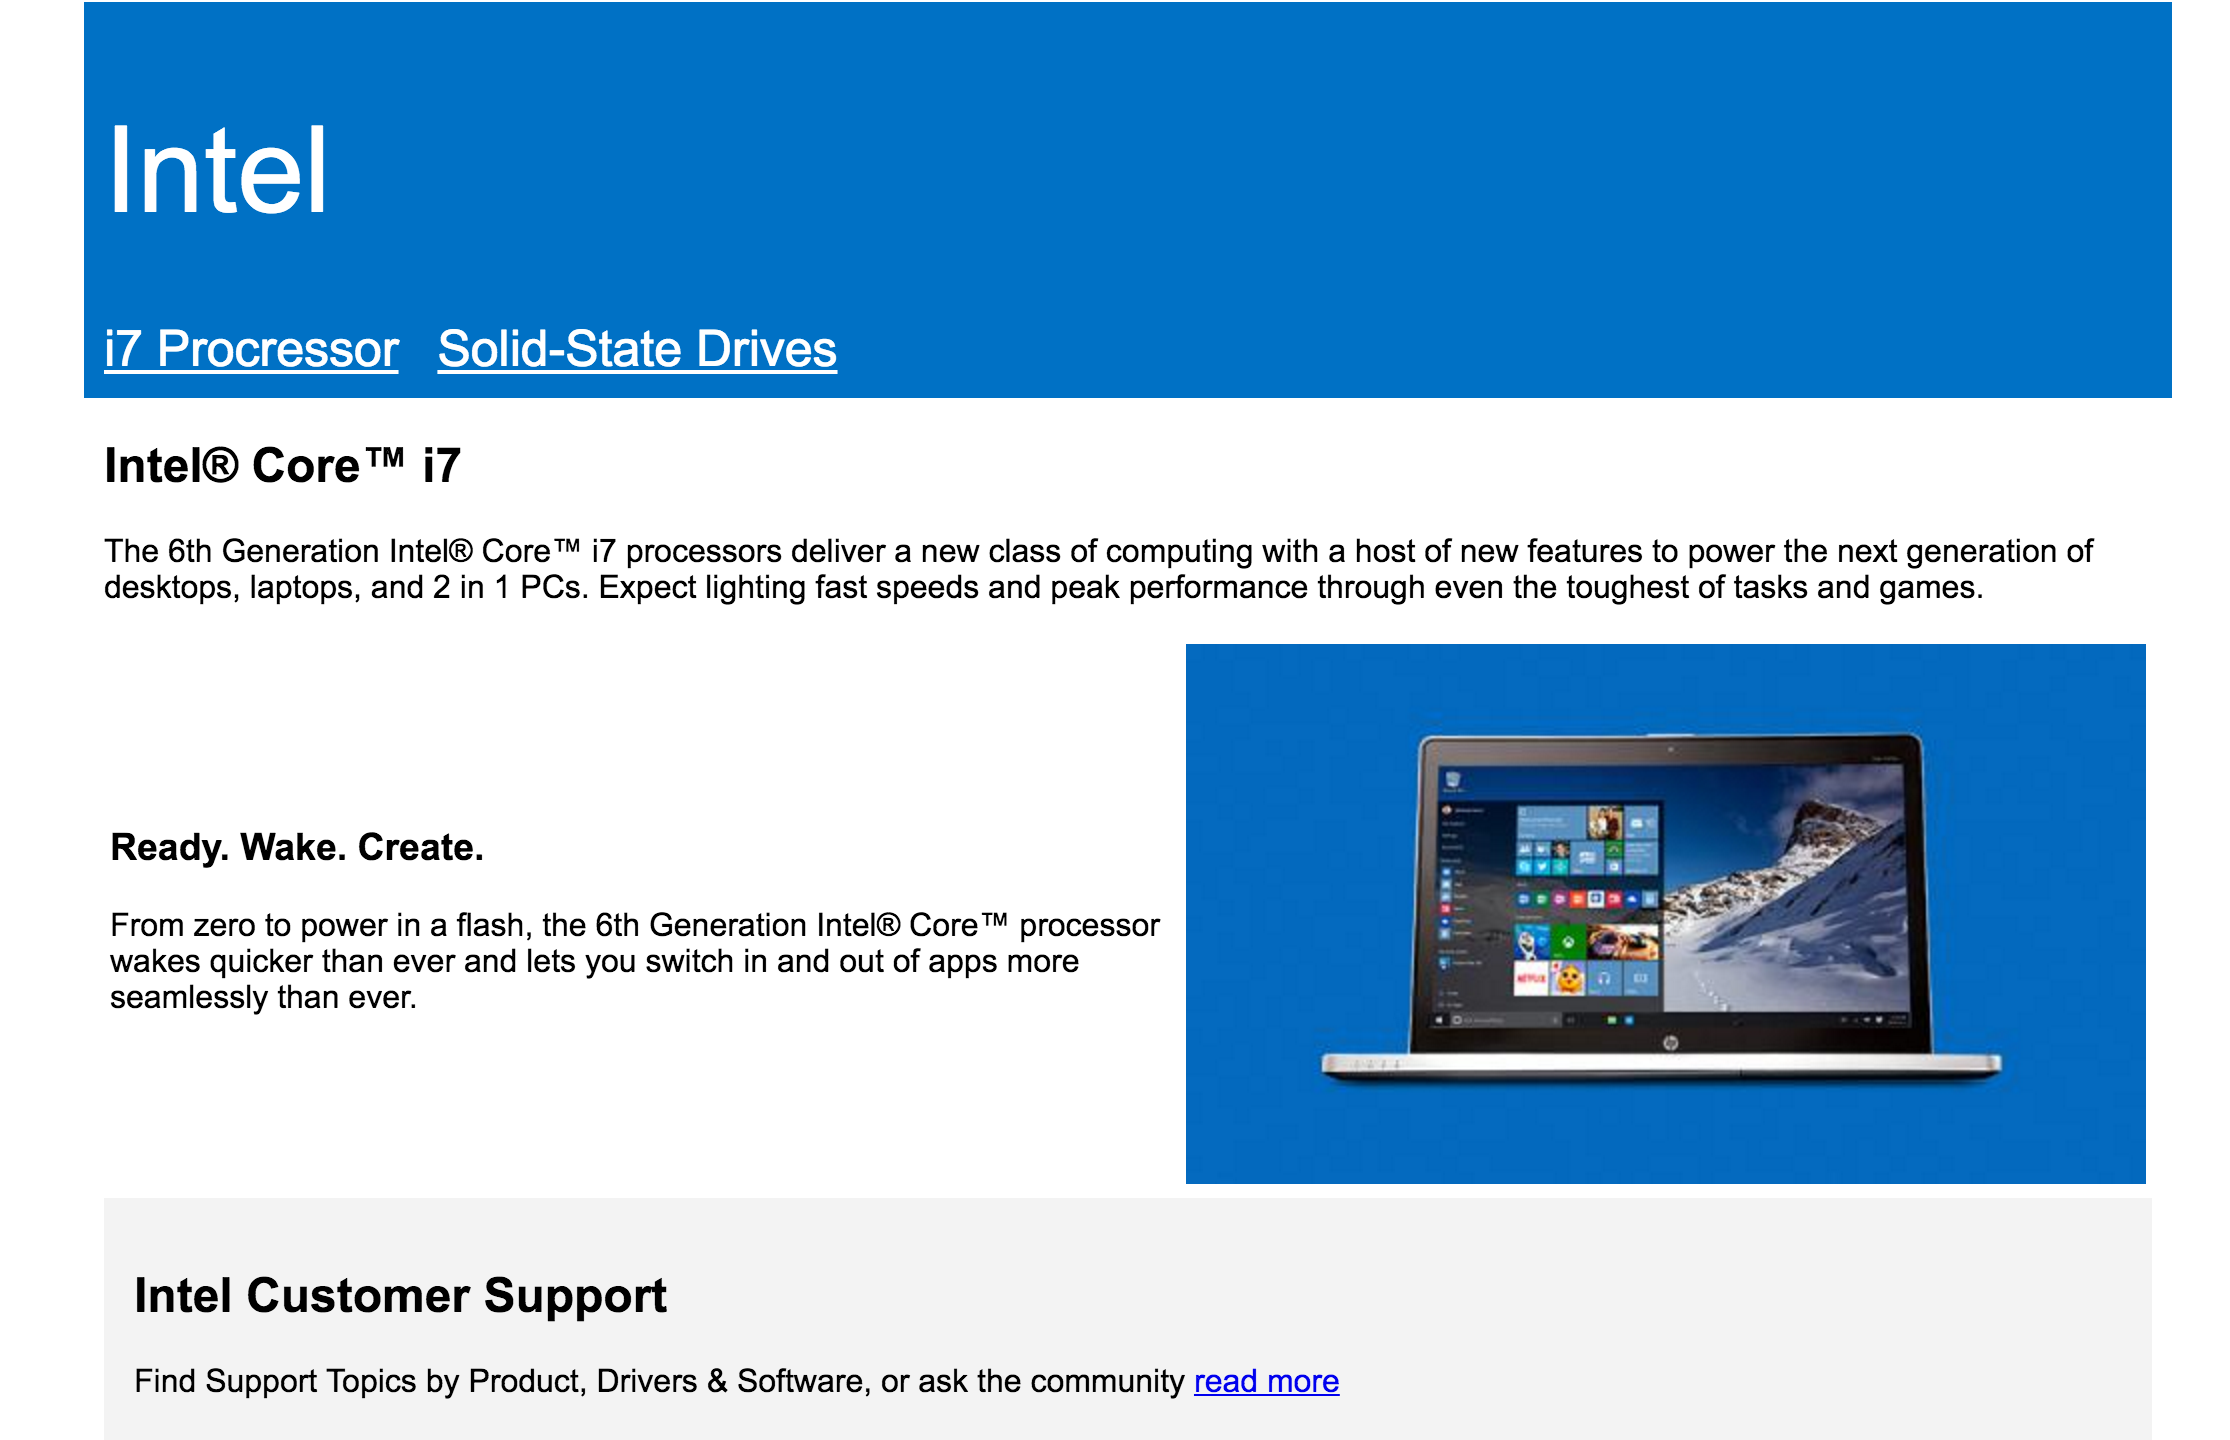 Intel
i7 Procressor Solid-State Drives
Intel® Core™ i7
The 6th Generation Intel® Core™ i7 processors deliver a new class of computing with a host of new features to power the next generation of
desktops, laptops, and 2 in 1 PCs. Expect lighting fast speeds and peak performance through even the toughest of tasks and games.
Ready. Wake. Create.
From zero to power in a flash, the 6th Generation Intel® Core™ processor
wakes quicker than ever and lets you switch in and out of apps more
seamlessly than ever.
NETFLIX
hp
Intel Customer Support
Find Support Topics by Product, Drivers & Software, or ask the community read more